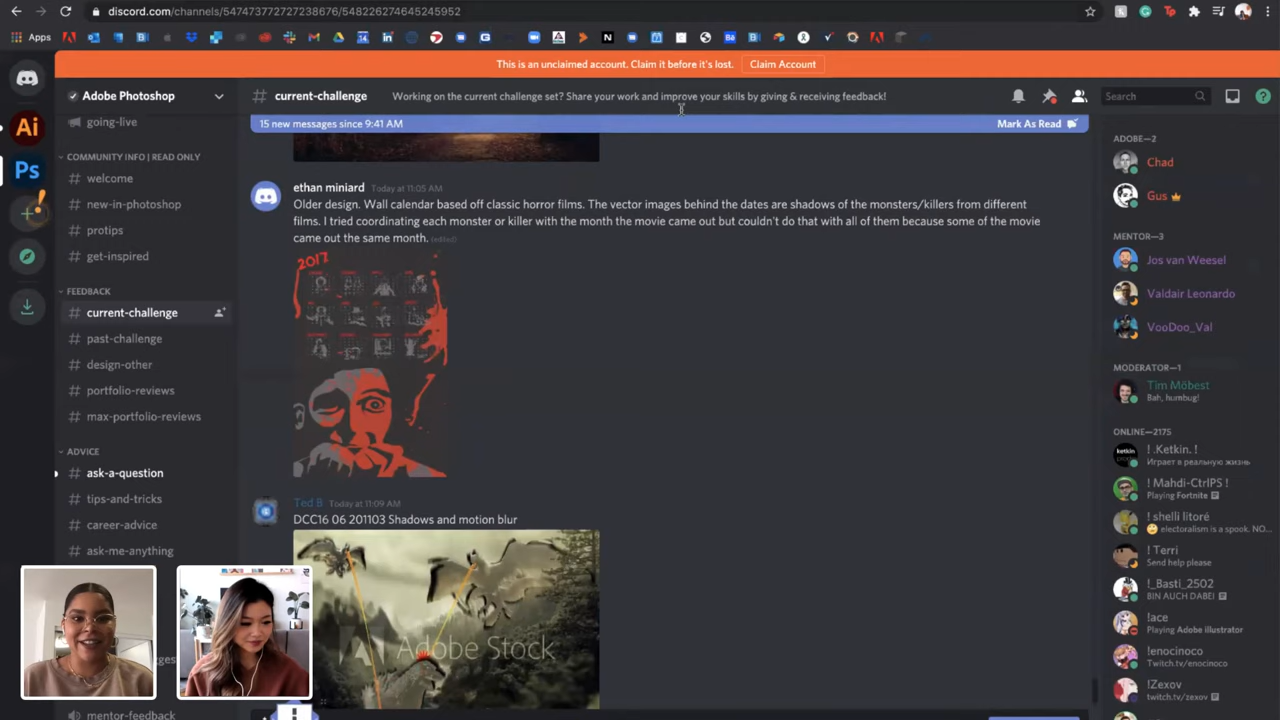 discord.com/channels/547473772727238676/548226274645245952
Apps
This is an unclaimed account. Claim it before it's lost.
Claim Account
Adobe Photoshop
# current-challenge
Working on the current challenge set? Share your work and improve your skills by giving & receiving feedback!
Search
15 new messages since 9:41 AM
Mark As Read
# going-live
COMMUNITY INFO | READ ONLY
# welcome
# new-in-photoshop
# protips
# get-inspired
FEEDBACK
# current-challenge
# past-challenge
# design-other
# portfolio-reviews
# max-portfolio-reviews
ADVICE
# ask-a-question
# tips-and-tricks
# career-advice
# ask-me-anything
# mentor-feedback
Ai
Ps
ethan miniard Today at 11:05 AM
Older design. Wall calendar based off classic horror films. The vector images behind the dates are shadows of the monsters/killers from different
films. I tried coordinating each monster or killer with the month the movie came out but couldn't do that with all of them because some of the movie
came out the same month. (edited)
2017
Ted B Today at 11:09 AM
DCC16 06 201103 Shadows and motion blur
Adobe Stock
ADOBE—2
Chad
Gus
MENTOR—3
Jos van Weesel
Valdair Leonardo
VooDoo_Val
MODERATOR—1
Tim Möbest
Bah, humbug!
ONLINE—2175
! .Ketkin. !
Играет в реальную жизнь
! Mahdi-CtrlPS !
Playing Fortnite
! shelli litoré
electoralism is a spook. NO...
! Terri
Send help please
!_Basti_2502
BIN AUCH DABEI
!ace
Playing Adobe Illustrator
!enocinoco
Twitch.tv/enocinoco
!Zexov
twitch.tv/zexov